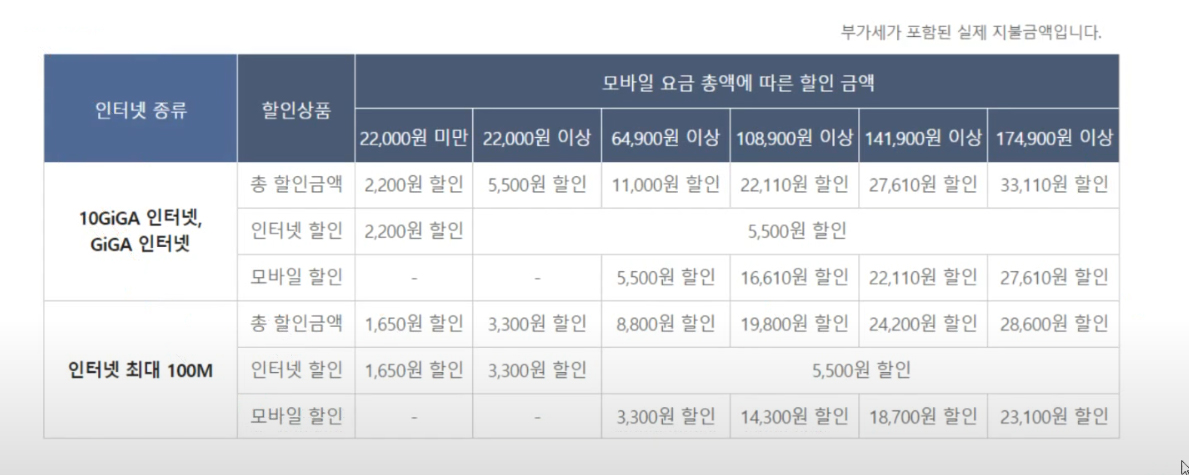 부가세가 포함된 실제 지불금액입니다.
인터넷 종류 할인상품 모바일 요금 총액에 따른 할인 금액
22,000원 미만 22,000원 이상 64,900원 이상 108,900원 이상 141,900원 이상 174,900원 이상
10GiGA 인터넷,
GiGA 인터넷
총 할인금액 2,200원 할인 5,500원 할인 11,000원 할인 22,110원 할인 27,610원 할인 33,110원 할인
인터넷 할인 2,200원 할인 5,500원 할인
모바일 할인 - - 5,500원 할인 16,610원 할인 22,110원 할인 27,610원 할인
인터넷 최대 100M
총 할인금액 1,650원 할인 3,300원 할인 8,800원 할인 19,800원 할인 24,200원 할인 28,600원 할인
인터넷 할인 1,650원 할인 3,300원 할인 5,500원 할인
모바일 할인 - - 3,300원 할인 14,300원 할인 18,700원 할인 23,100원 할인